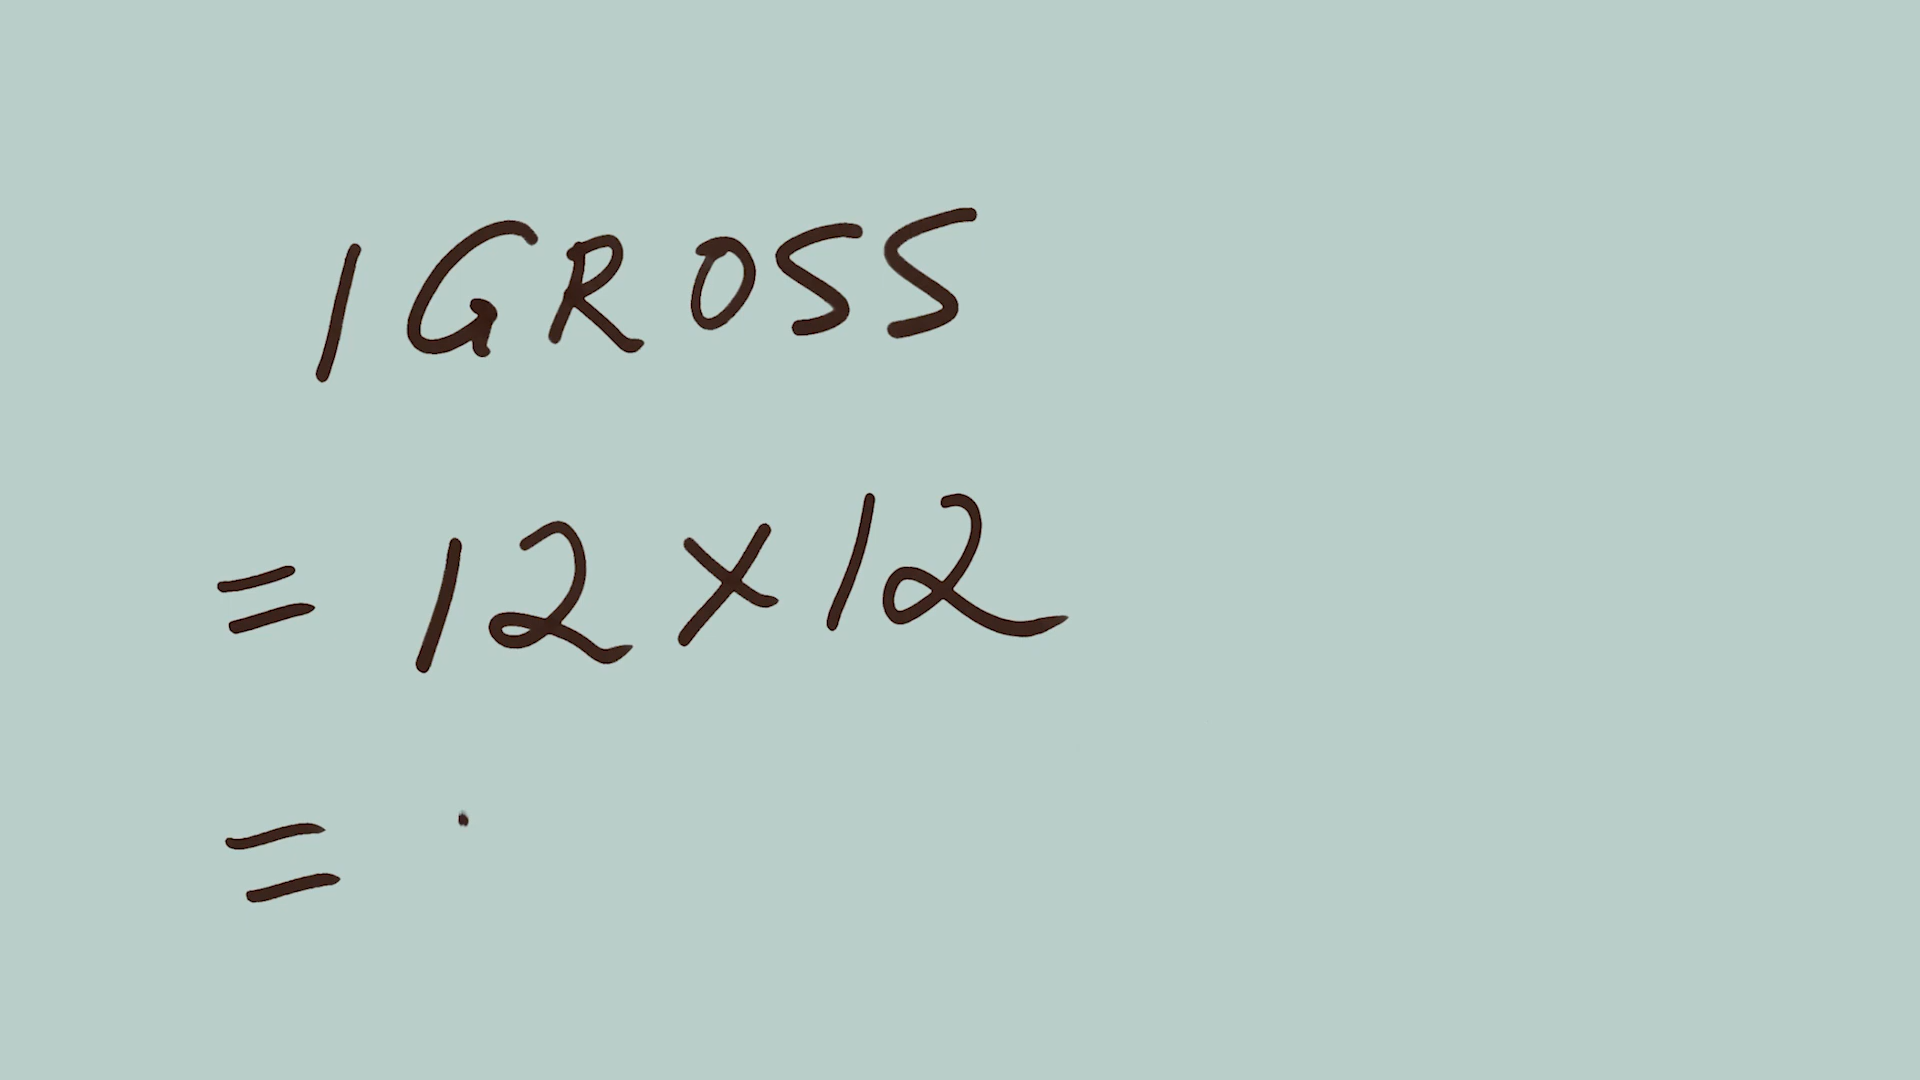 1 GROSS
= 12 × 12
=